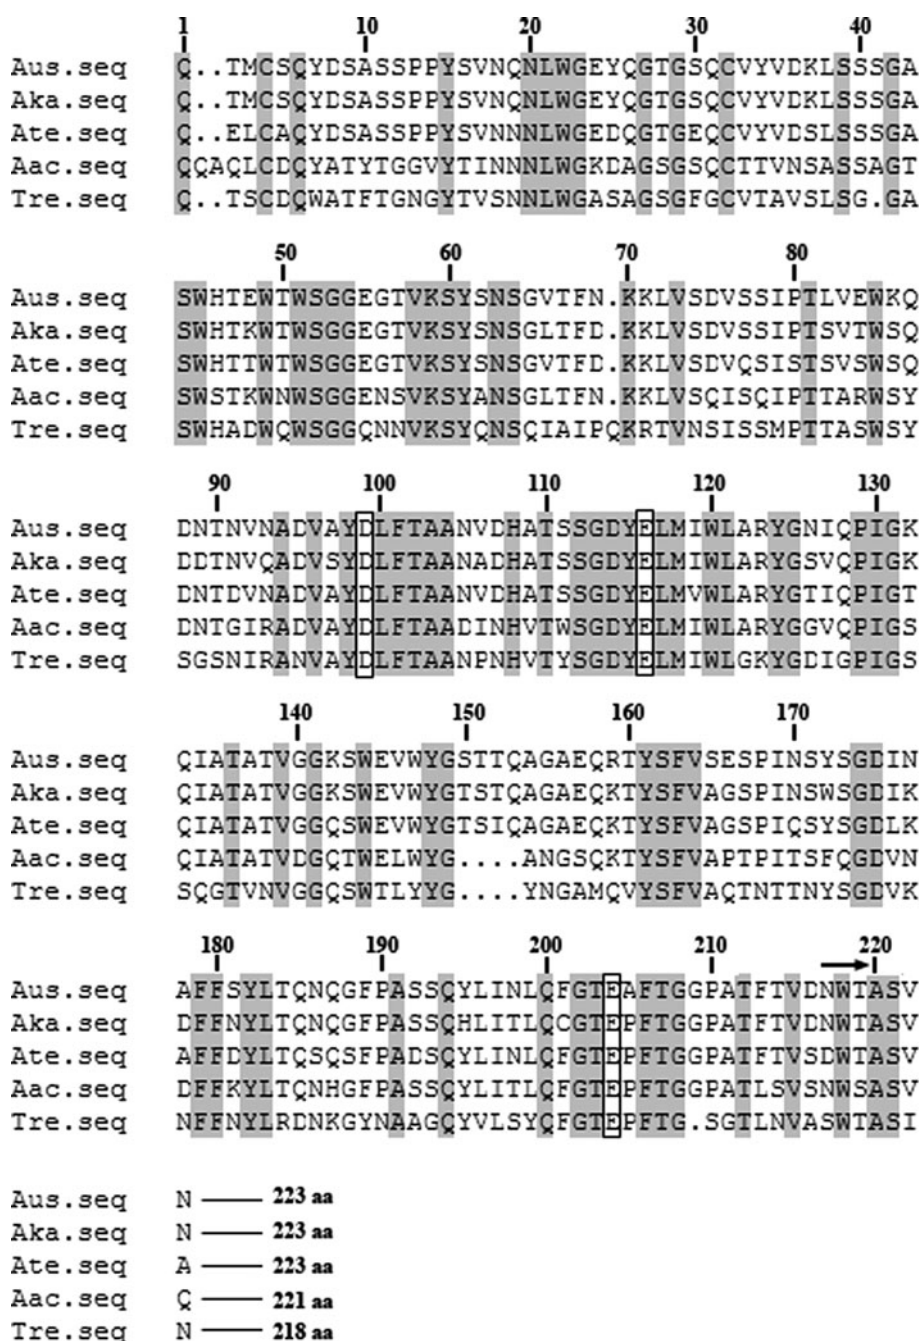 1 10 20 30 40
Aus.seq Q..TMCSQYDSASSPPYSVNQNLWGEYQGTGSQCVYVDKLSSSGA
Aka.seq Q..TMCSQYDSASSPPYSVNQNLWGEYQGTGSQCVYVDKLSSSGA
Ate.seq Q..ELCAQYDSASSPPYSVNNNLWGEDQGTGEQCVYVDSLSSSGA
Aac.seq QQAQLCDQYATYTGGVYTINNNLWGKDAGSGSQCTTVNSASSAGT
Tre.seq Q..TSCDQWATFTGNGYTVSNNLWGASAGSGFGCVTAVSLSG.GA
50 60 70 80
Aus.seq SWHTEWTWSGGEGTVKSYSNSGVTFN.KKLVSDVSSIPTLVEWKQ
Aka.seq SWHTKWTWSGGEGTVKSYSNSGLTFD.KKLVSDVSSIPTSVTWSQ
Ate.seq SWHTTWTWSGGEGTVKSYSNSGVTFD.KKLVSDVQSISTSVSWSQ
Aac.seq SWSTKWNWSGGENSVKSYANSGLTFN.KKLVSQISQIPTTARWSY
Tre.seq SWHADWQWSGGQNNVKSYQNSQIAIPQKRTVNSISSMPTTASWSY
90 100 110 120 130
Aus.seq DNTNVNADVAYDLFTAANVDHATSSGDYELMIWLARYGNIQPIGK
Aka.seq DDTNVQADVSYDLFTAANADHATSSGDYELMIWLARYGSVQPIGK
Ate.seq DNTDVNADVAYDLFTAANVDHATSSGDYELMVWLARYGTIQPIGT
Aac.seq DNTGIRADVAYDLFTAADINHVTWSGDYELMIWLARYGGVQPIGS
Tre.seq SGSNIRANVAYDLFTAANPNHVTYSGDYELMIWLGKYGDIGPIGS
140 150 160 170
Aus.seq QIATATVGGKSWEVWYGSTTQAGAEQRTYSFVSESPINSYSGDIN
Aka.seq QIATATVGGKSWEVWYGTSTQAGAEQKTYSFVAGSPINSWSGDIK
Ate.seq QIATATVGGQSWEVWYGTSIQAGAEQKTYSFVAGSPIQSYSGDLK
Aac.seq QIATATVDGQTWELWYG....ANGSQKTYSFVAPTPITSFQGDVN
Tre.seq SQGTVNVGGQSWTLYYG....YNGAMQVYSFVAQTNTTNYSGDVK
180 190 200 210 220
Aus.seq AFFSYLTQNQGFPASSQYLINLQFGTEAFTGGPATFTVDNWTASV
Aka.seq DFFNYLTQNQGFPASSQHLITLQCGTEPFTGGPATFTVDNWTASV
Ate.seq AFFDYLTQSQSFPADSQYLINLQFGTEPFTGGPATFTVSDWTASV
Aac.seq DFFKYLTQNHGFPASSQYLITLQFGTEPFTGGPATLSVSNWSASV
Tre.seq NFFNYLRDNKGYNAAGQYVLSYQFGTEPFTG.SGTLNVASWTASI
Aus.seq N 223 aa
Aka.seq N 223 aa
Ate.seq A 223 aa
Aac.seq Q 221 aa
Tre.seq N 218 aa